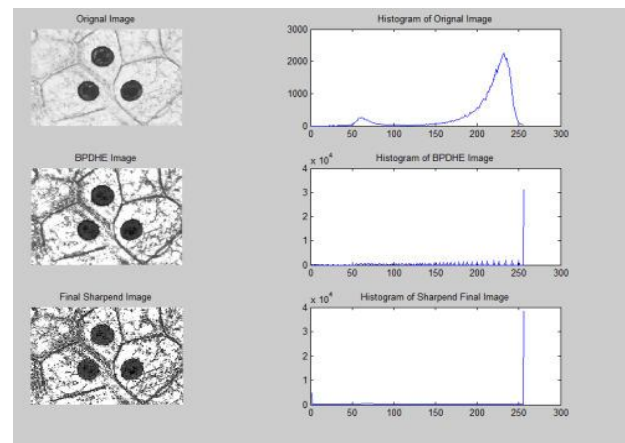 Orignal Image
Histogram of Orignal Image
3000
2000
1000
0
0 50 100 150 200 250 300
BPDHE Image
x 10^4
Histogram of BPDHE Image
4
3
2
1
0
0 50 100 150 200 250 300
Final Sharpend Image
x 10^4
Histogram of Sharpend Final Image
4
3
2
1
0
0 50 100 150 200 250 300